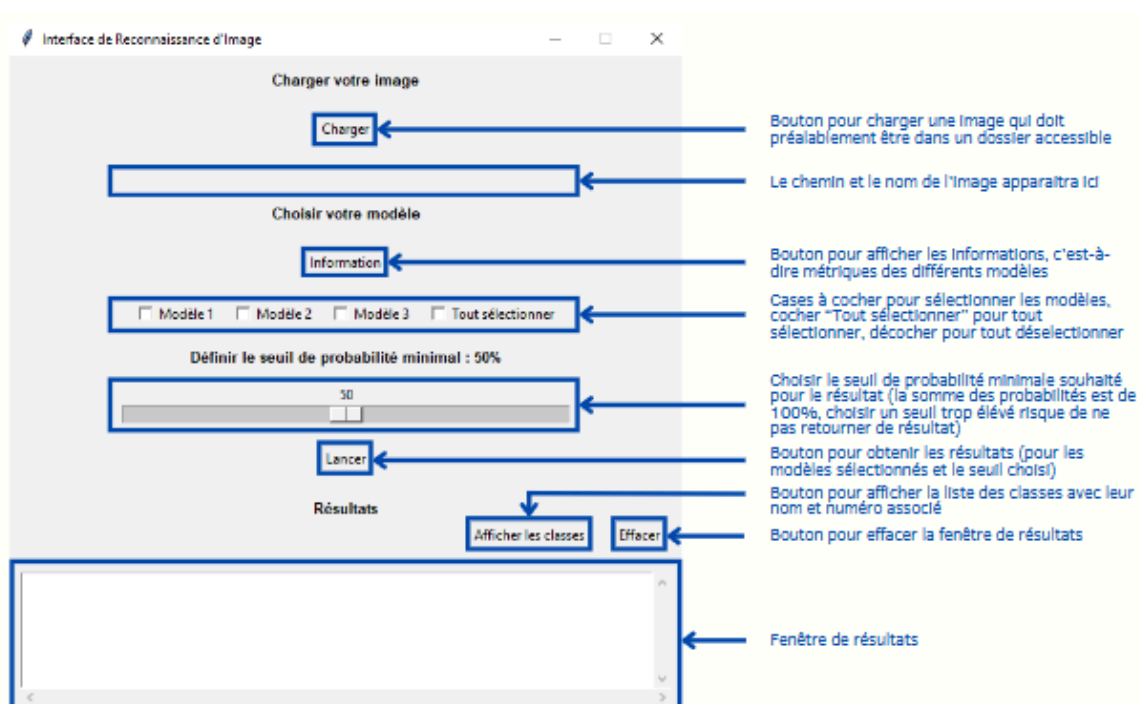 Interface de Reconnaissance d'Image
Charger votre image
Charger
Bouton pour charger une image qui doit
préalablement être dans un dossier accessible
Le chemin et le nom de l'image apparaitra ici
Choisir votre modèle
Information
Bouton pour afficher les informations, c'est-à-
dire métriques des différents modèles
Modèle 1 Modèle 2 Modèle 3 Tout sélectionner
Cases à cocher pour sélectionner les modèles,
cocher "Tout sélectionner" pour tout
sélectionner, décocher pour tout déselectionner
Définir le seuil de probabilité minimal : 50%
50
Choisir le seuil de probabilité minimale souhaité
pour le résultat (la somme des probabilités est de
100%, choisir un seuil trop élévé risque de ne
pas retourner de résultat)
Lancer
Bouton pour obtenir les résultats (pour les
modèles sélectionnés et le seuil choisi)
Résultats
Bouton pour afficher la liste des classes avec leur
nom et numéro associé
Afficher les classes Effacer
Bouton pour effacer la fenêtre de résultats
Fenêtre de résultats